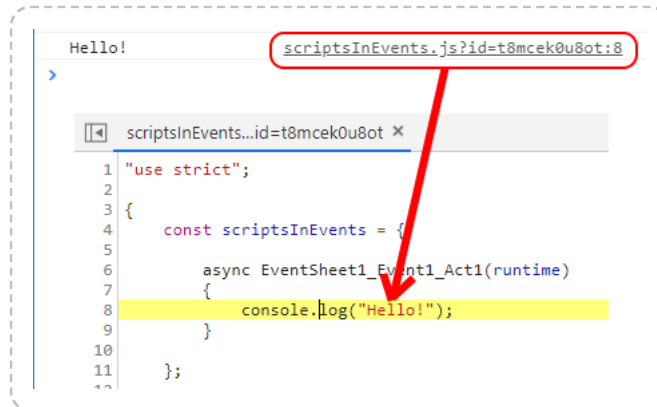 Hello! scriptsInEvents.js?id=t8mcek0u8ot:8
>
scriptsInEvents...id=t8mcek0u8ot ×
1 "use strict";
2
3 {
4 const scriptsInEvents = {
5
6 async EventSheet1_Event1_Act1(runtime)
7 {
8 console.log("Hello!");
9 }
10
11 };